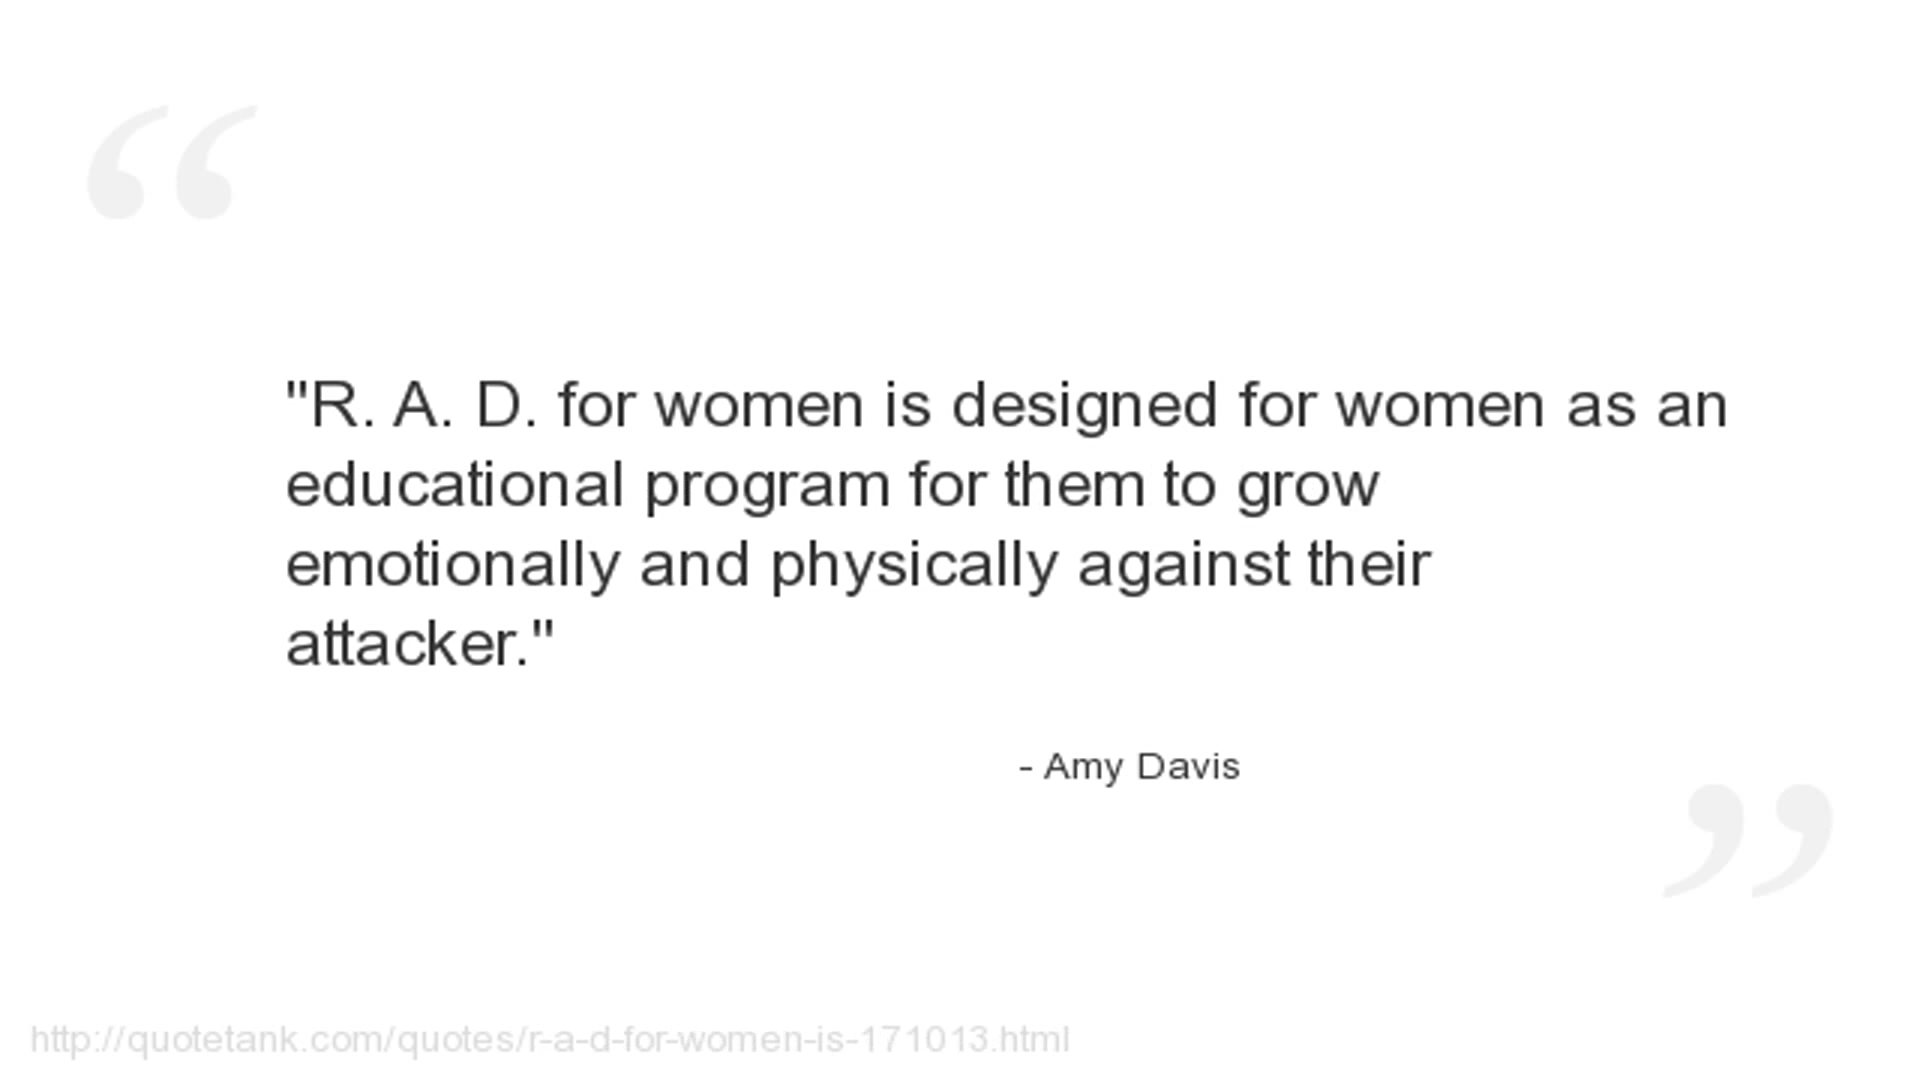 "R. A. D. for women is designed for women as an
educational program for them to grow
emotionally and physically against their
attacker."
- Amy Davis
http://quotetank.com/quotes/r-a-d-for-women-is-171013.html